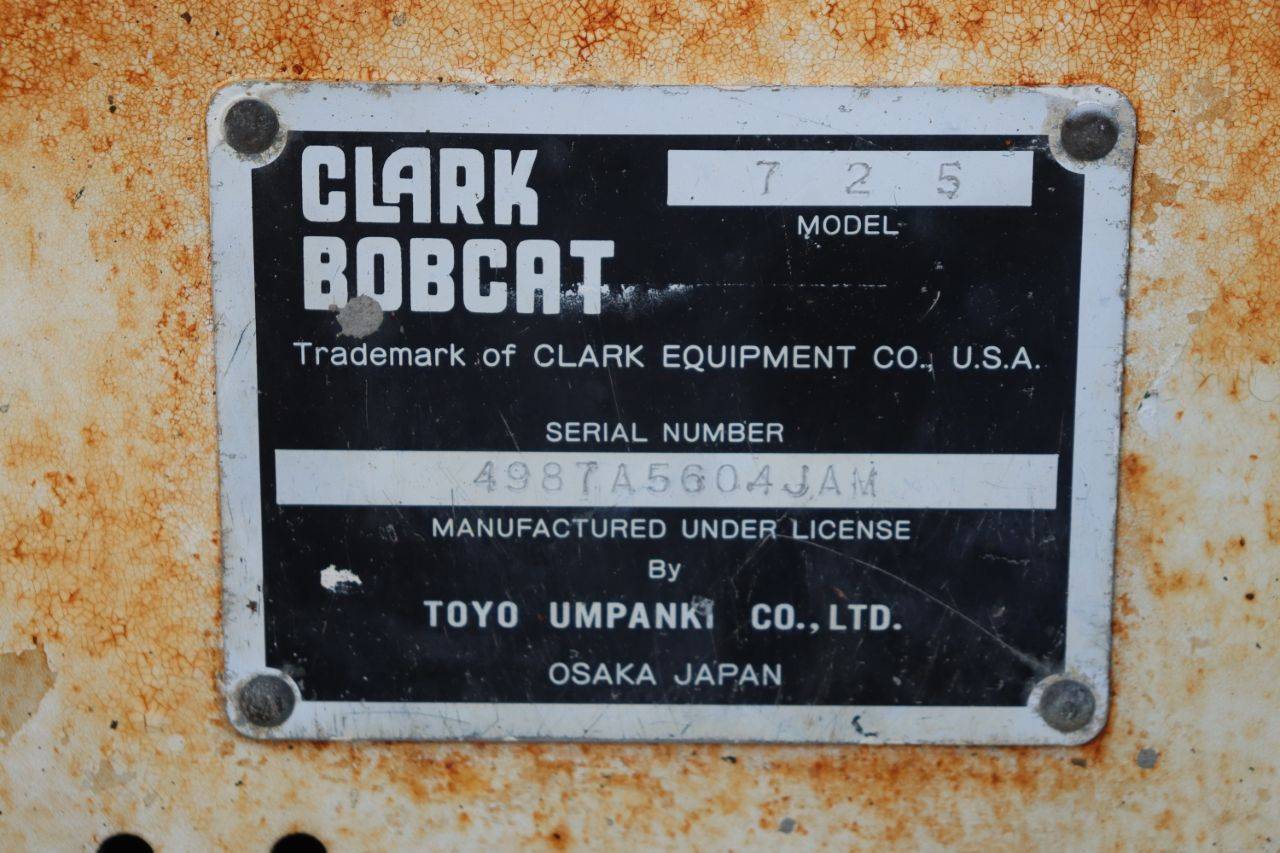 CLARK
BOBCAT
7 2 5
MODEL
Trademark of CLARK EQUIPMENT CO., U.S.A.
SERIAL NUMBER
4987A5604JAM
MANUFACTURED UNDER LICENSE
By
TOYO UMPANKI CO., LTD.
OSAKA JAPAN